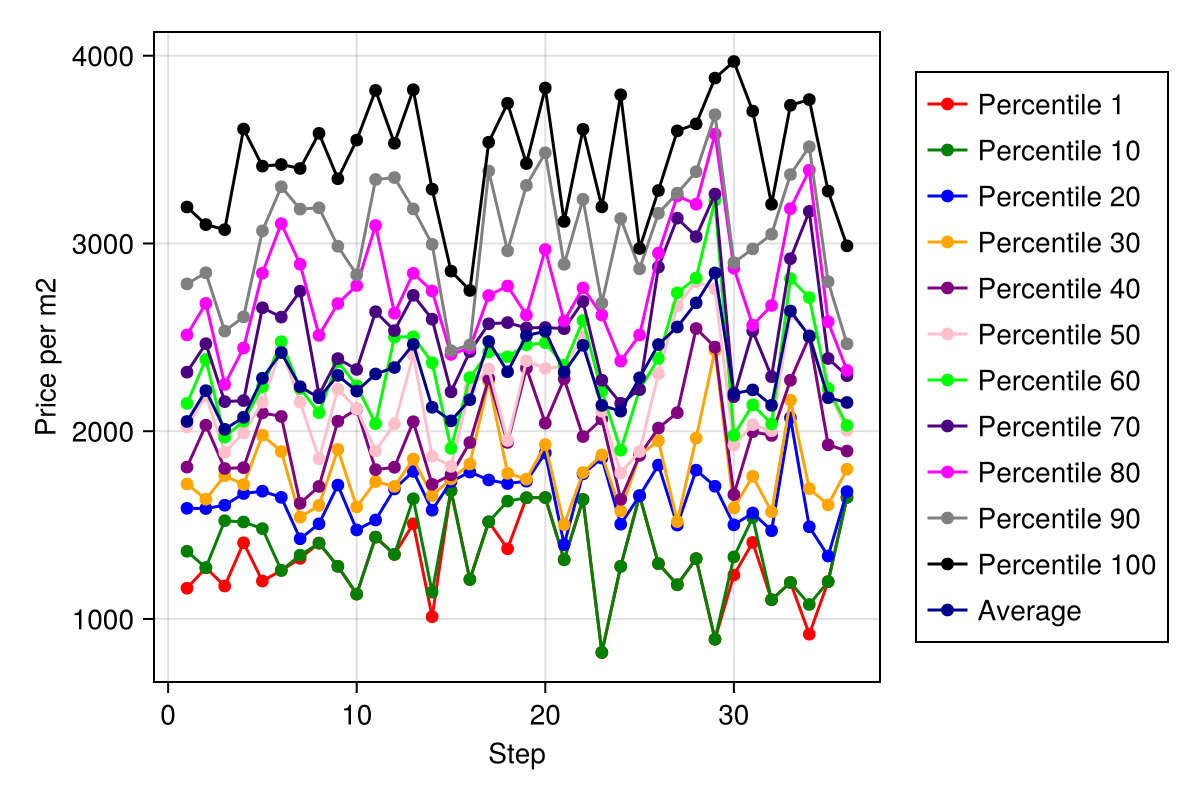 4000
3000
2000
1000
Price per m2
0 10 20 30
Step
Percentile 1
Percentile 10
Percentile 20
Percentile 30
Percentile 40
Percentile 50
Percentile 60
Percentile 70
Percentile 80
Percentile 90
Percentile 100
Average